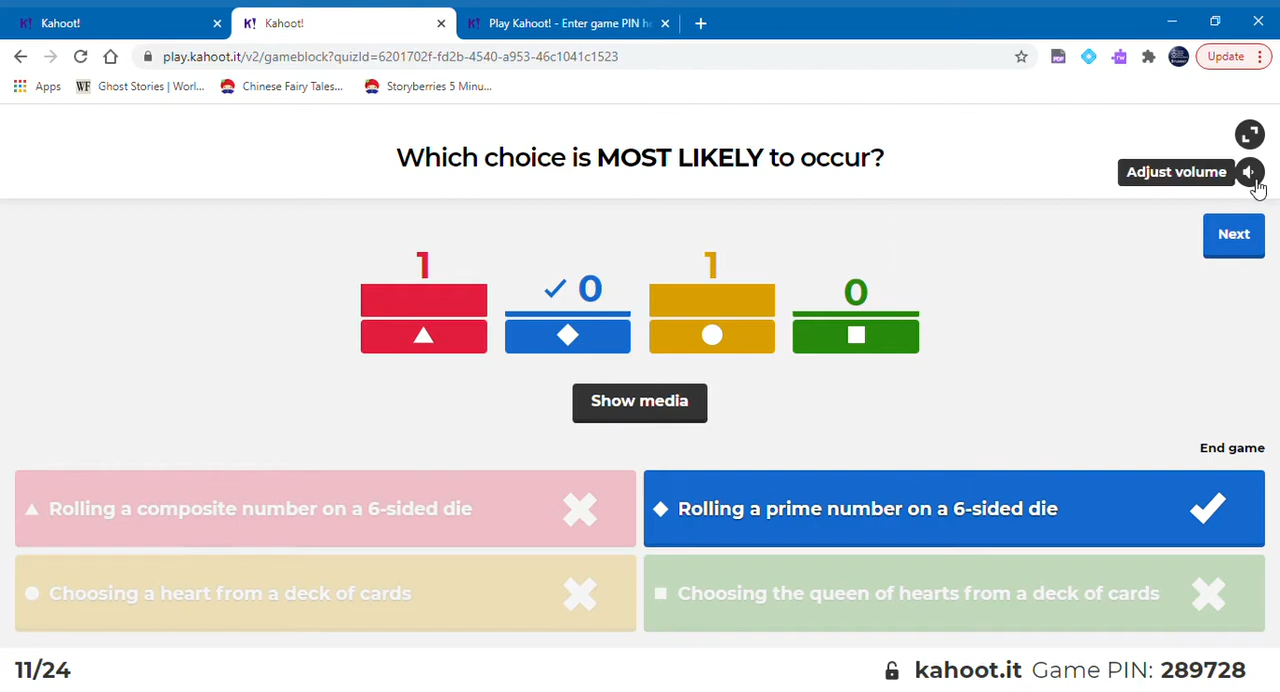 Kahoot!
Kahoot!
Play Kahoot! - Enter game PIN he
play.kahoot.it/v2/gameblock?quizId=6201702f-fd2b-4540-a953-46c1041c1523
Update
Apps
WF Ghost Stories | Worl...
Chinese Fairy Tales...
Storyberries 5 Minu...
Which choice is MOST LIKELY to occur?
Adjust volume
Next
1
0
1
0
Show media
End game
Rolling a composite number on a 6-sided die
Rolling a prime number on a 6-sided die
Choosing a heart from a deck of cards
Choosing the queen of hearts from a deck of cards
11/24
kahoot.it Game PIN: 289728